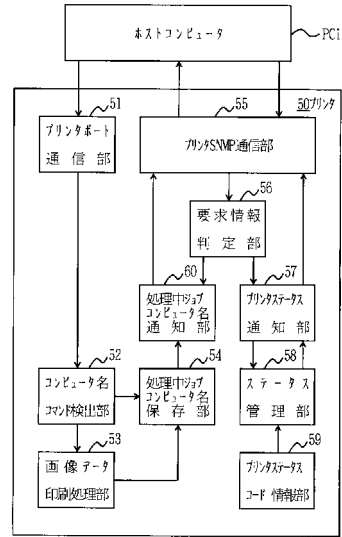 ホストコンピュータ
PCi
50プリンタ
51
プリンタポート
通信部
55
プリンタSNMP通信部
56
要求情報
判定部
60
処理中ジョブ
コンピュータ名
通知部
57
プリンタステータス
通知部
52
コンピュータ名
コマンド検出部
54
処理中ジョブ
コンピュータ名
保存部
58
ステータス
管理部
53
画像データ
印刷処理部
59
プリンタステータス
コード情報部